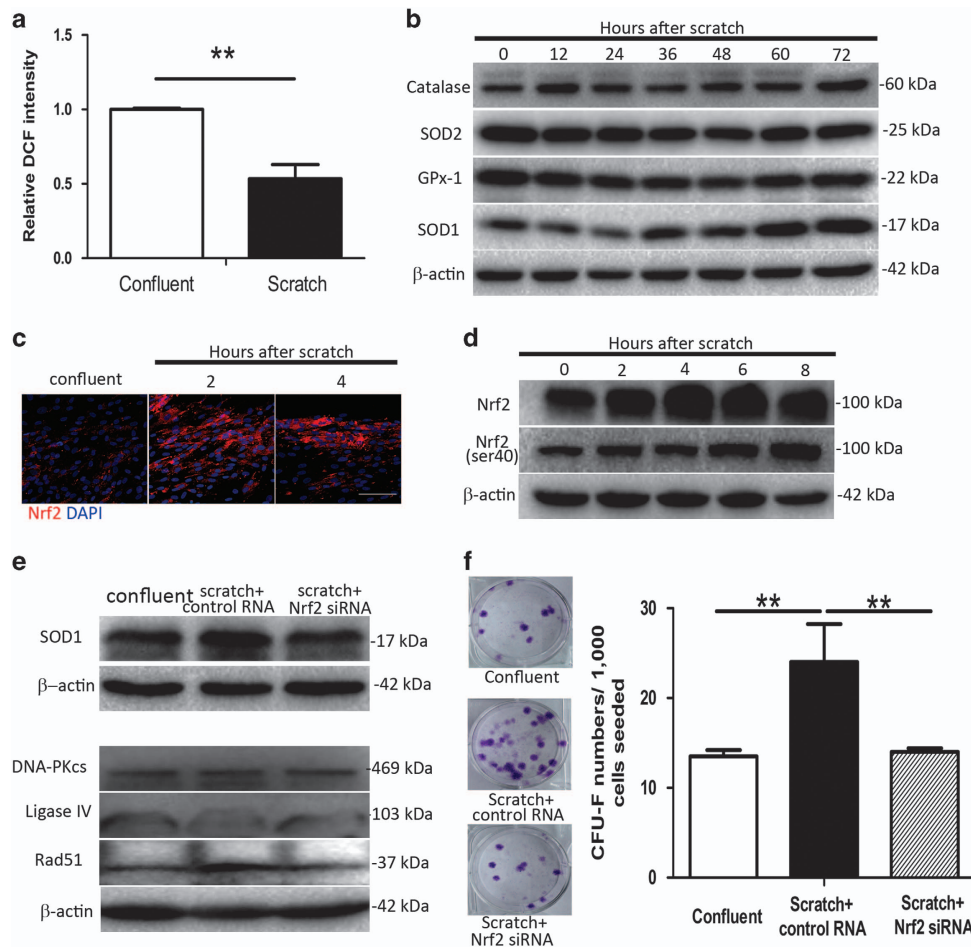 a
Relative DCF intensity
1.5
1.0
0.5
0.0
**
Confluent
Scratch
b
Hours after scratch
0 12 24 36 48 60 72
Catalase -60 kDa
SOD2 -25 kDa
GPx-1 -22 kDa
SOD1 -17 kDa
β-actin -42 kDa
c
Hours after scratch
confluent 2 4
Nrf2 DAPI
d
Hours after scratch
0 2 4 6 8
Nrf2 -100 kDa
Nrf2
(ser40) -100 kDa
β-actin -42 kDa
e
confluent scratch+ scratch+
control RNA Nrf2 siRNA
SOD1 -17 kDa
β-actin -42 kDa
DNA-PKcs -469 kDa
Ligase IV -103 kDa
Rad51 -37 kDa
β-actin -42 kDa
f
Confluent
Scratch+
control RNA
Scratch+
Nrf2 siRNA
CFU-F numbers/ 1,000
cells seeded
30
20
10
0
** **
Confluent
Scratch+
control RNA
Scratch+
Nrf2 siRNA